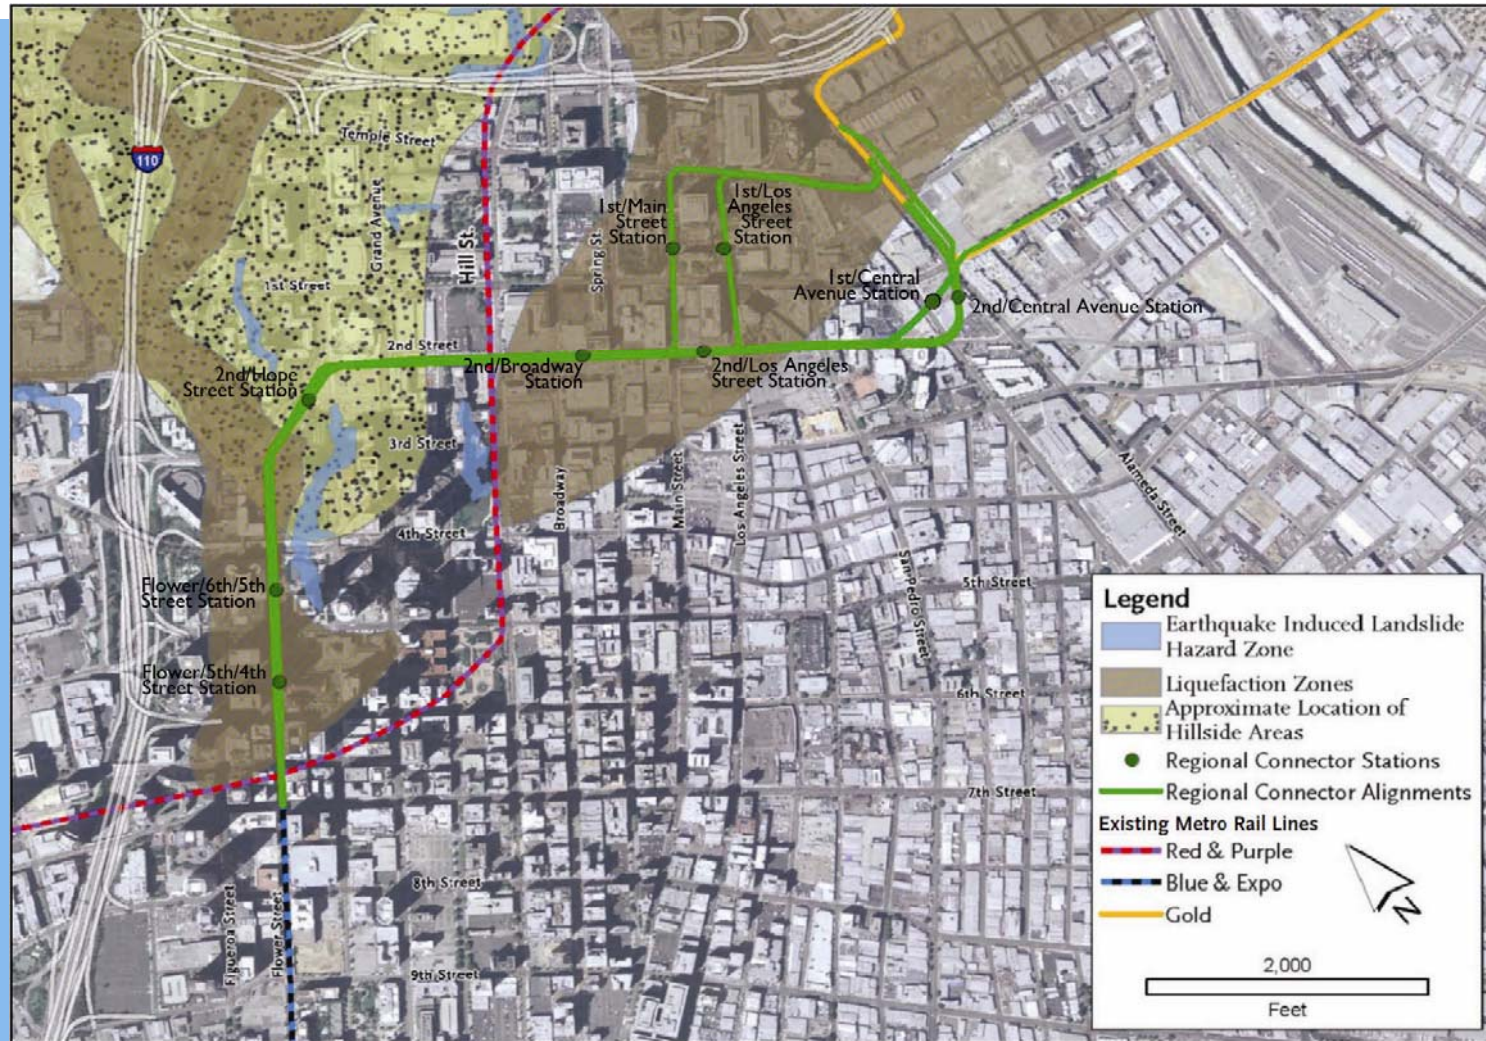 110
Temple Street
Grand Avenue
Hill St.
Spring St.
1st/Main
Street
Station
1st/Los
Angeles
Street
Station
1st Street
1st/Central
Avenue Station
2nd/Central Avenue Station
2nd Street
2nd/Hope
Street Station
2nd/Broadway
Station
2nd/Los Angeles
Street Station
3rd Street
Broadway
Main Street
Los Angeles Street
Alameda Street
4th Street
San Pedro Street
5th Street
Flower/6th/5th
Street Station
Flower/5th/4th
Street Station
6th Street
7th Street
8th Street
9th Street
Figueroa Street
Flower Street
Legend
Earthquake Induced Landslide
Hazard Zone
Liquefaction Zones
Approximate Location of
Hillside Areas
Regional Connector Stations
Regional Connector Alignments
Existing Metro Rail Lines
Red & Purple
Blue & Expo
Gold
N
2,000
Feet